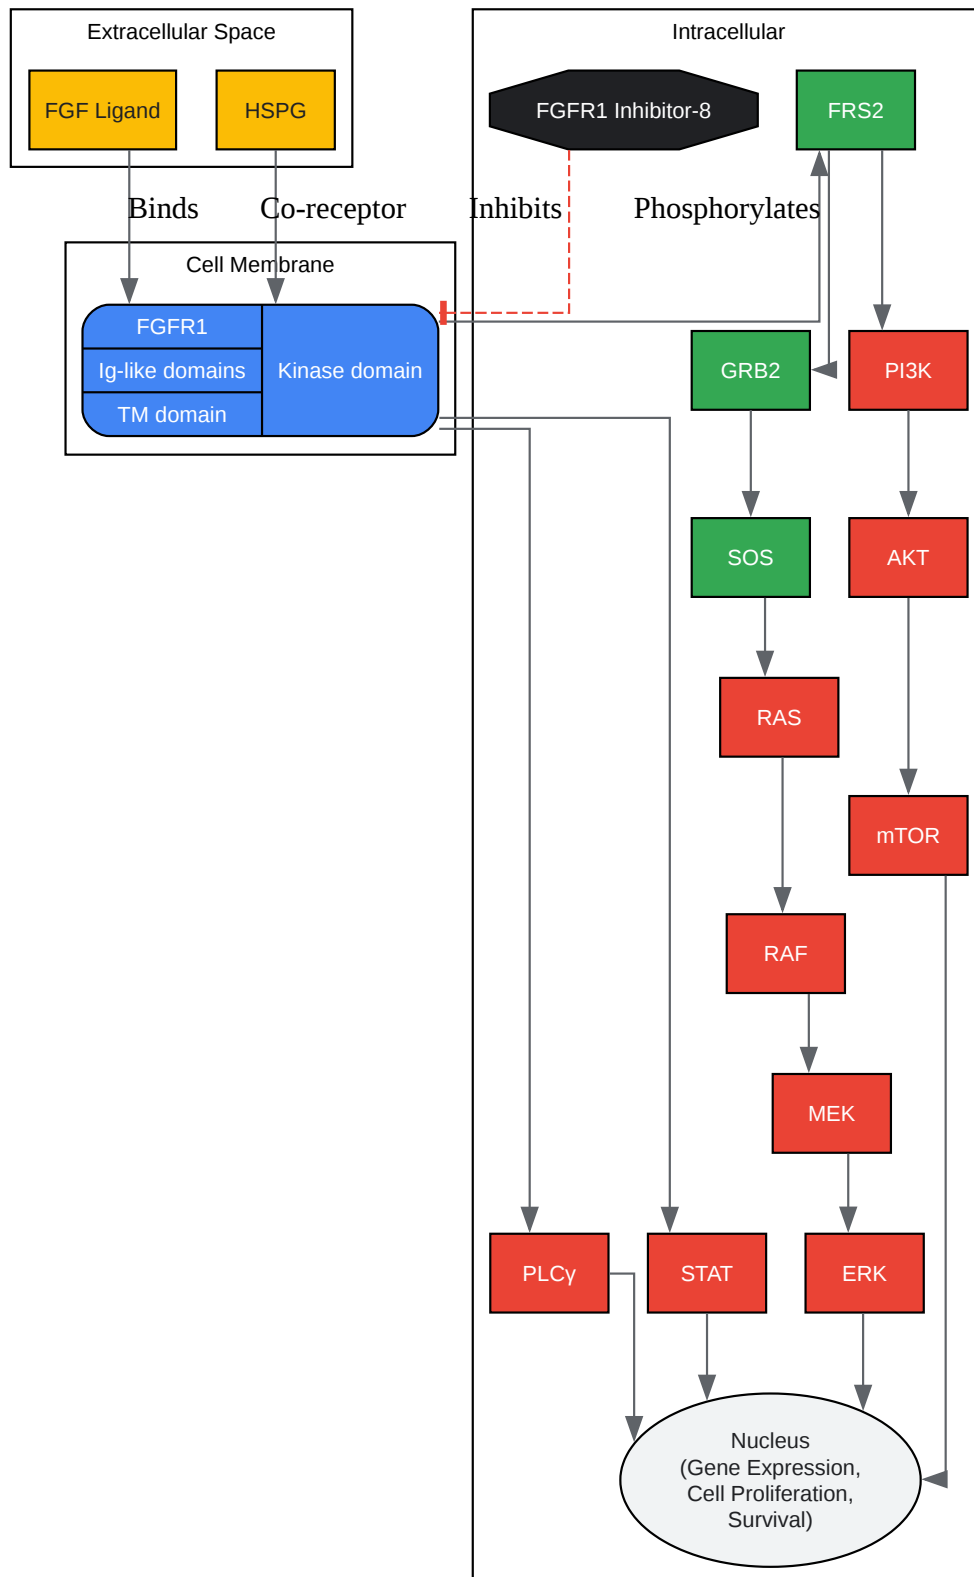 Extracellular Space
Intracellular
FGF Ligand
HSPG
FGFR1 Inhibitor-8
FRS2
Binds
Co-receptor
Inhibits
Phosphorylates
Cell Membrane
FGFR1
Ig-like domains
TM domain
Kinase domain
GRB2
PI3K
SOS
AKT
RAS
mTOR
RAF
MEK
PLCγ
STAT
ERK
Nucleus
(Gene Expression,
Cell Proliferation,
Survival)